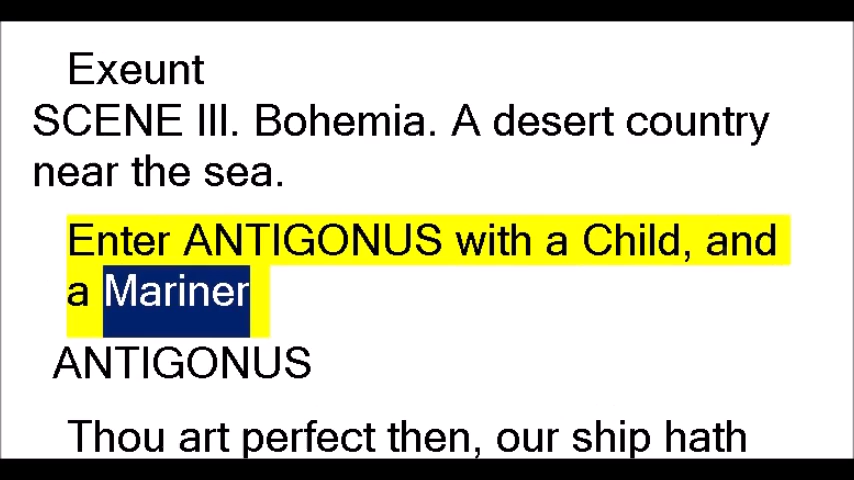 Exeunt
SCENE III. Bohemia. A desert country
near the sea.
Enter ANTIGONUS with a Child, and
a Mariner
ANTIGONUS
Thou art perfect then, our ship hath